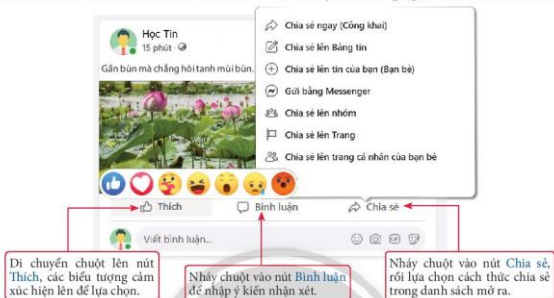 Học Tin
15 phút
Gần bùn mà chẳng hôi tanh mùi bùn.
Chia sẻ ngay (Công khai)
Chia sẻ lên Bảng tin
Chia sẻ lên tin của bạn (Bạn bè)
Gửi bằng Messenger
Chia sẻ lên nhóm
Chia sẻ lên Trang
Chia sẻ lên trang cá nhân của bạn bè
Thích
Bình luận
Chia sẻ
Viết bình luận...
GIF
Di chuyển chuột lên nút
Thích, các biểu tượng cảm
xúc hiện lên để lựa chọn.
Nháy chuột vào nút Bình luận
để nhập ý kiến nhận xét.
Nháy chuột vào nút Chia sẻ,
rồi lựa chọn cách thức chia sẻ
trong danh sách mở ra.